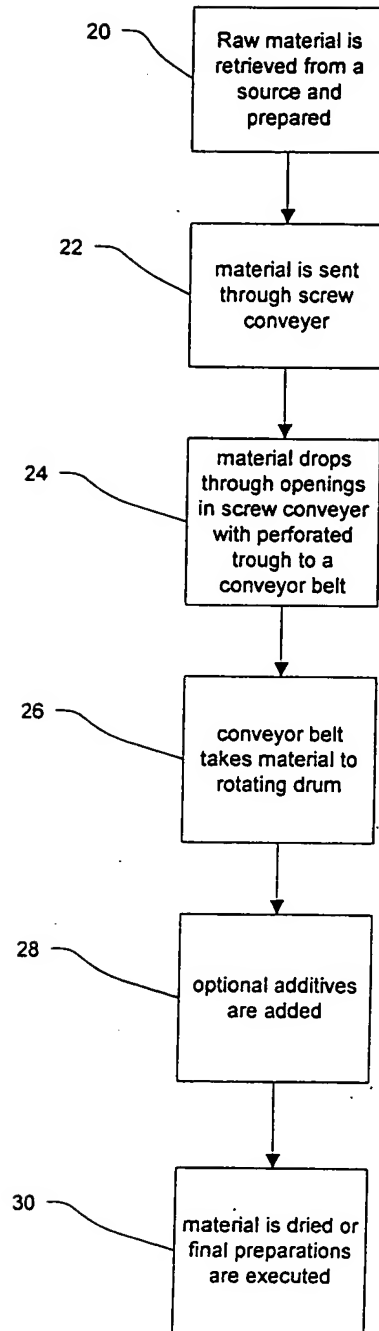 20
Raw material is
retrieved from a
source and
prepared
22
material is sent
through screw
conveyer
24
material drops
through openings
in screw conveyer
with perforated
trough to a
conveyor belt
26
conveyor belt
takes material to
rotating drum
28
optional additives
are added
30
material is dried or
final preparations
are executed